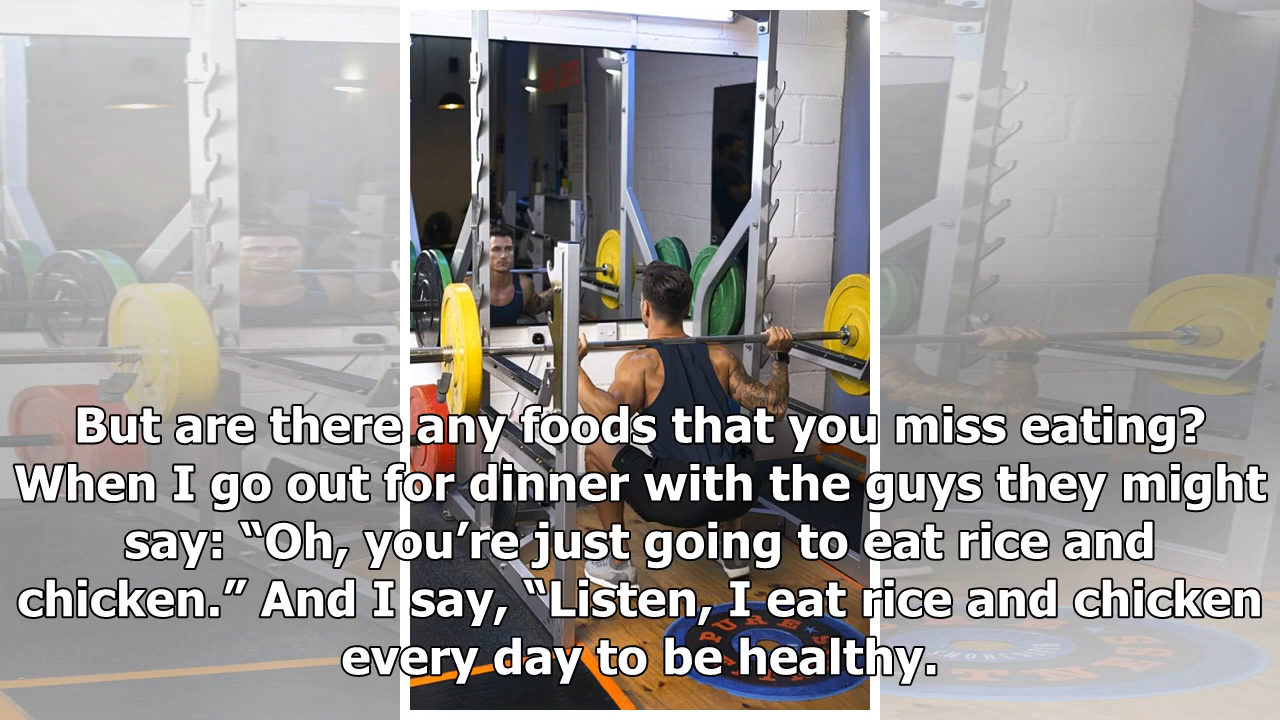 But are there any foods that you miss eating?
When I go out for dinner with the guys they might
say: “Oh, you’re just going to eat rice and
chicken.” And I say, “Listen, I eat rice and chicken
every day to be healthy.
PURE